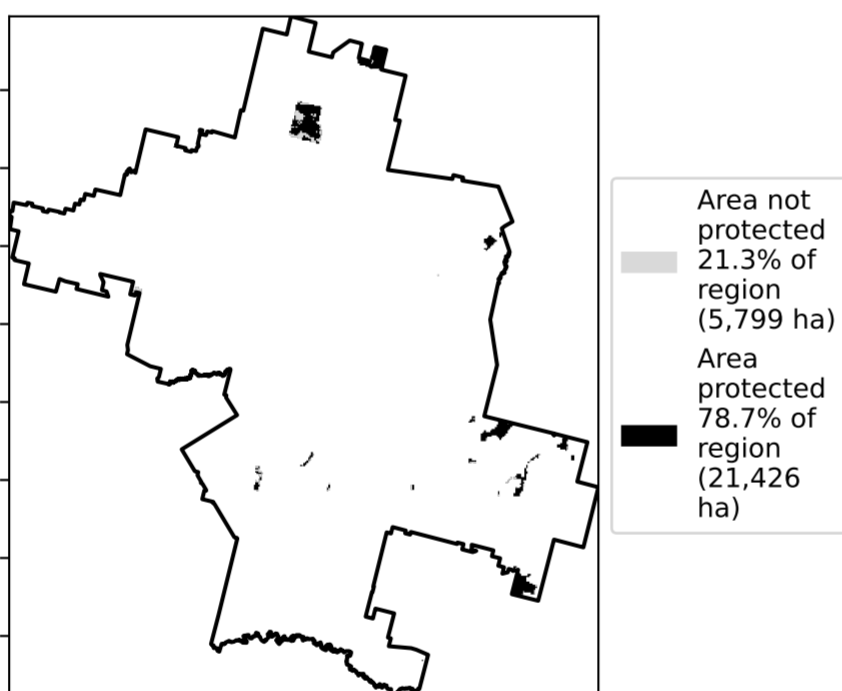 Area not
protected
21.3% of
region
(5,799 ha)
Area
protected
78.7% of
region
(21,426
ha)